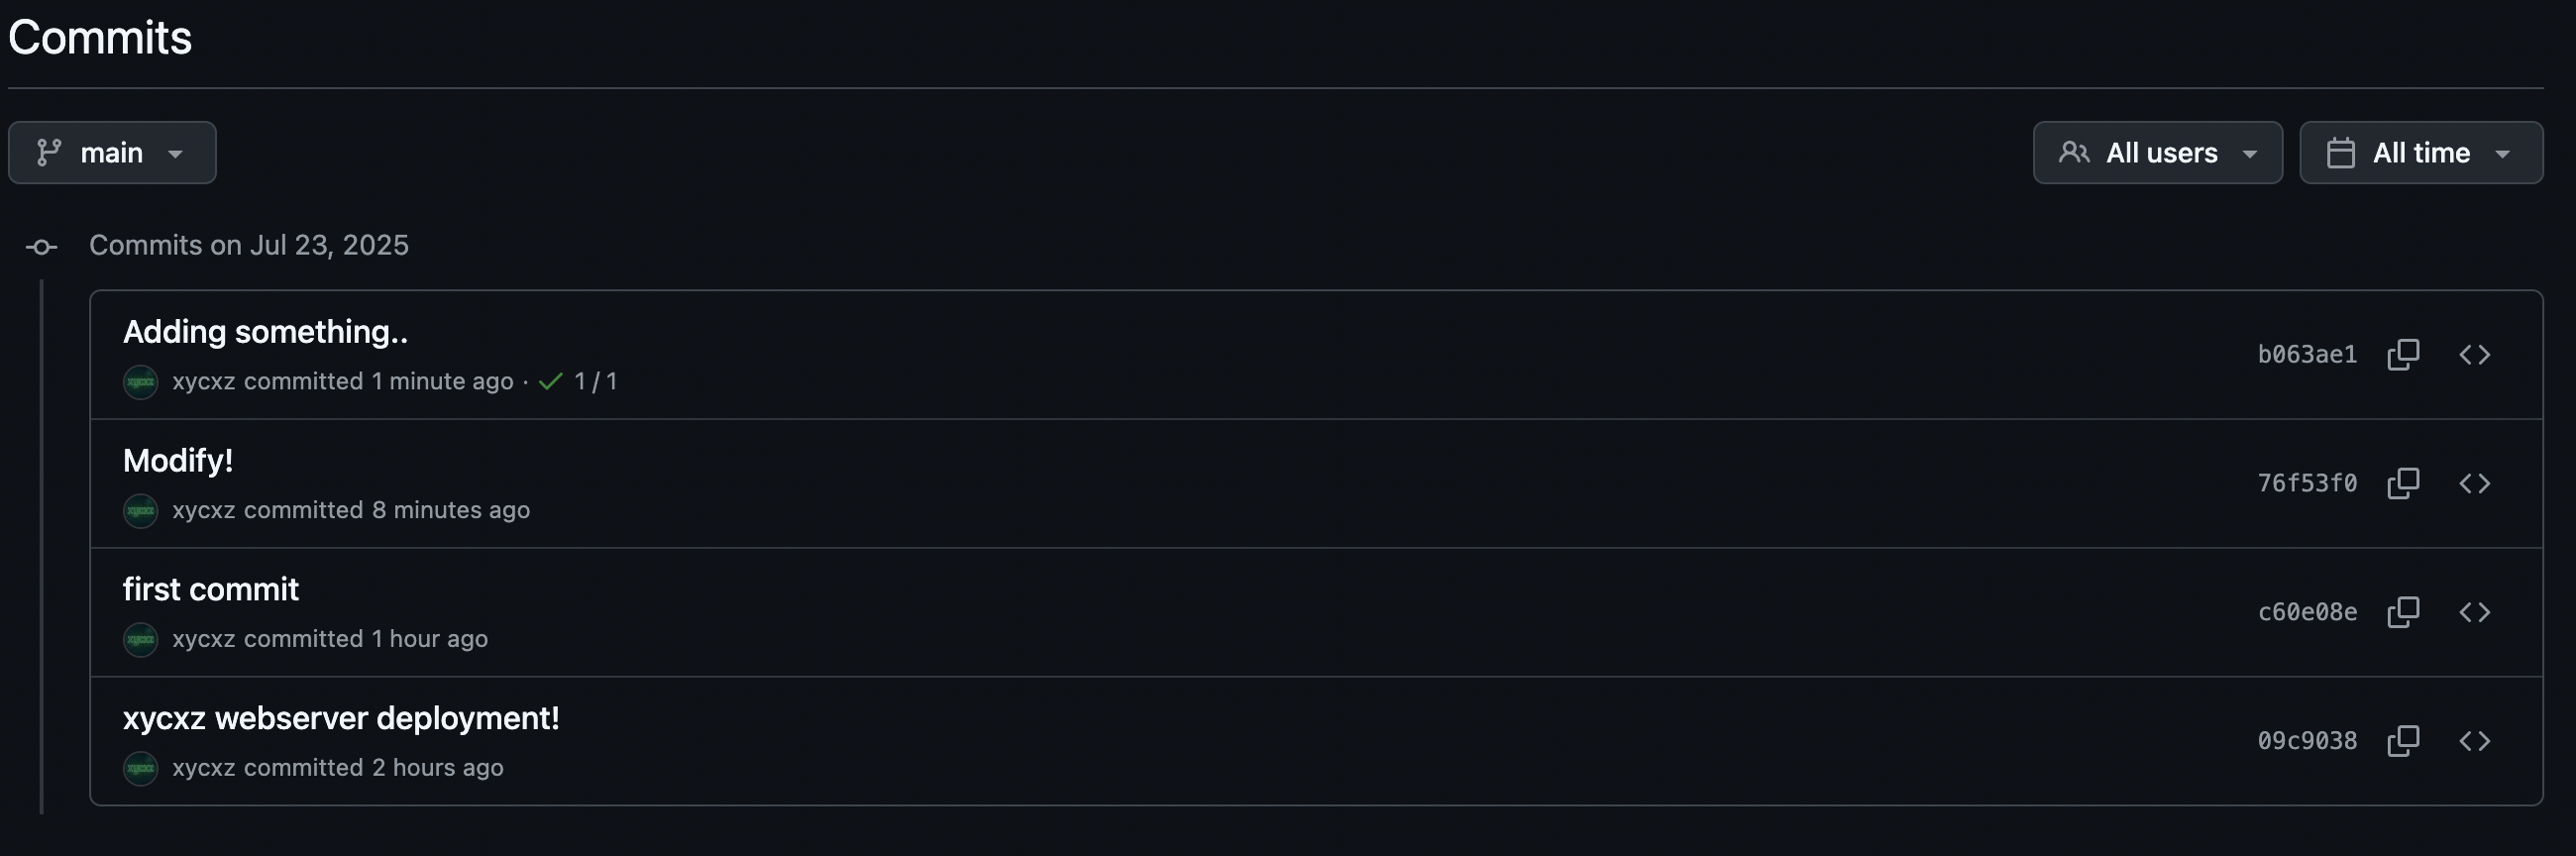 Commits
main
All users
All time
Commits on Jul 23, 2025
Adding something..
xycxz committed 1 minute ago · 1 / 1
b063ae1
Modify!
xycxz committed 8 minutes ago
76f53f0
first commit
xycxz committed 1 hour ago
c60e08e
xycxz webserver deployment!
xycxz committed 2 hours ago
09c9038